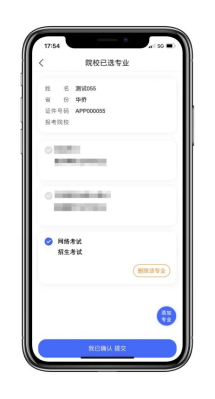 17:54
5G
院校已选专业
姓 名 测试055
省 份 华侨
证件号码 APP000055
报考院校
网络考试
招生考试
删除该专业
添加
专业
我已确认 提交